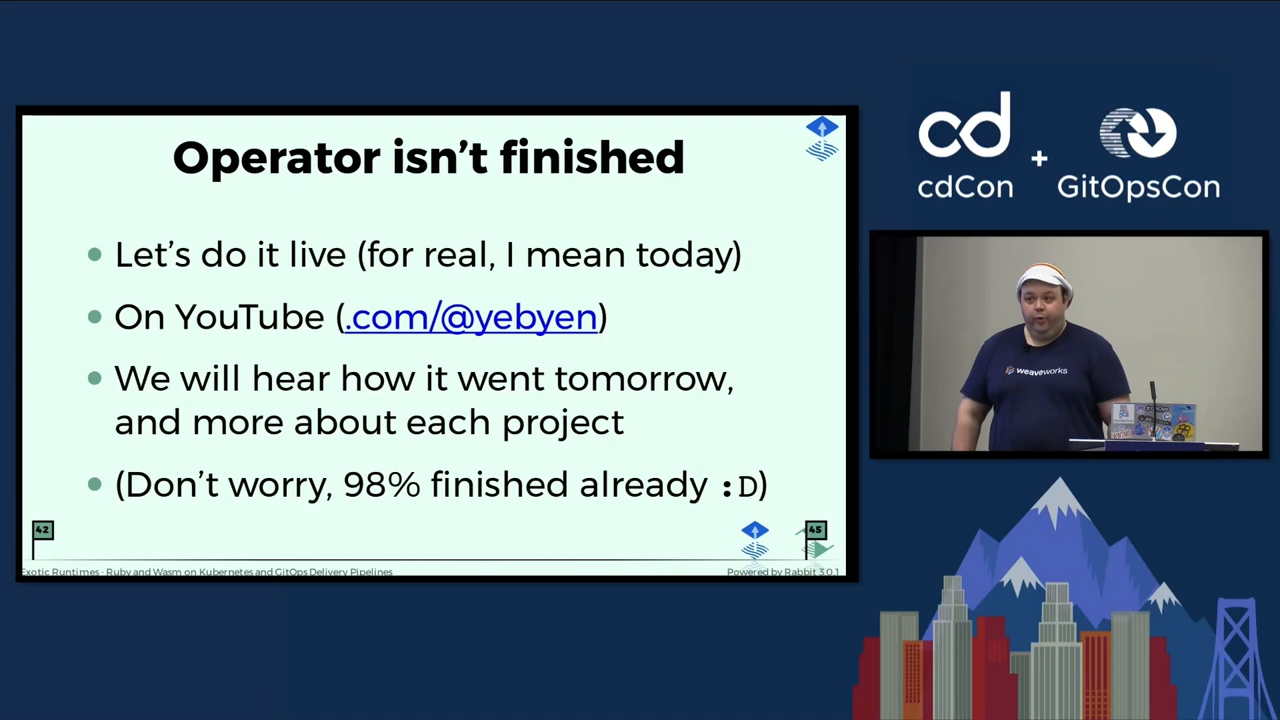 Operator isn’t finished
Let’s do it live (for real, I mean today)
On YouTube (.com/@yebyen)
We will hear how it went tomorrow,
and more about each project
(Don’t worry, 98% finished already :D)
42
45
Exotic Runtimes - Ruby and Wasm on Kubernetes and GitOps Delivery Pipelines
Powered by Rabbit 3.0.1
cd
cdCon
+
GitOpsCon
weaveworks